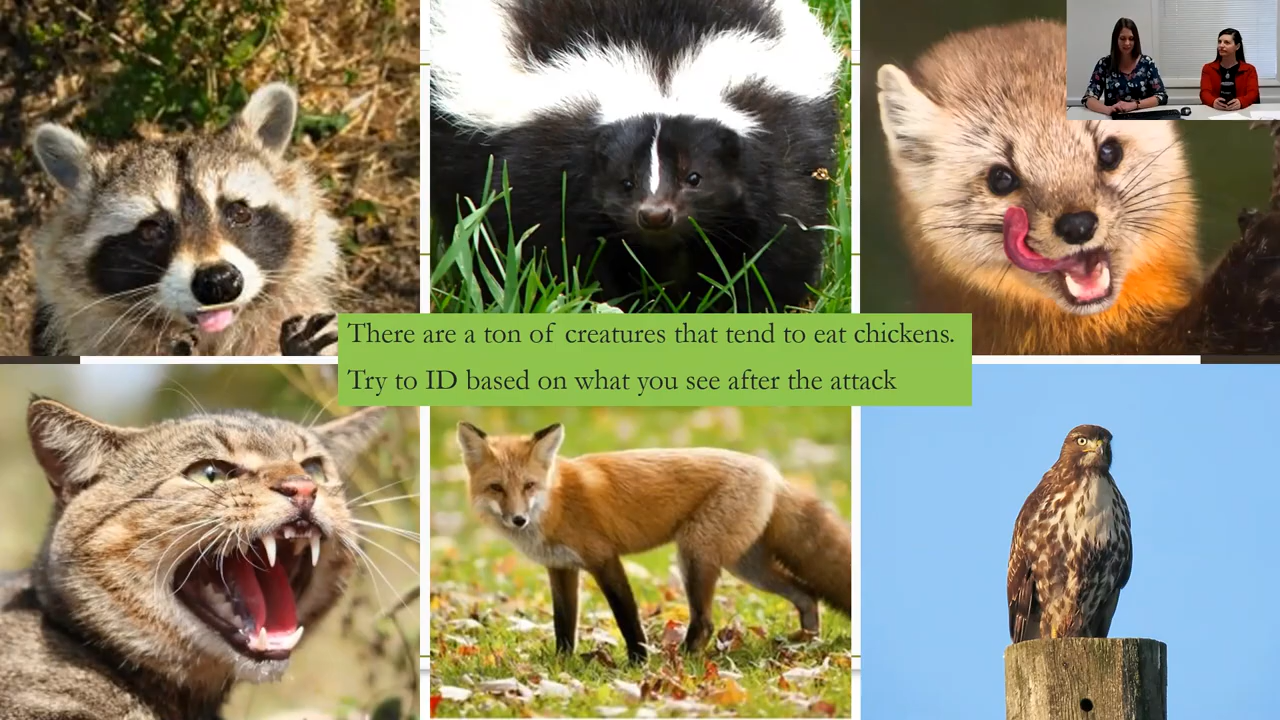 There are a ton of creatures that tend to eat chickens.
Try to ID based on what you see after the attack